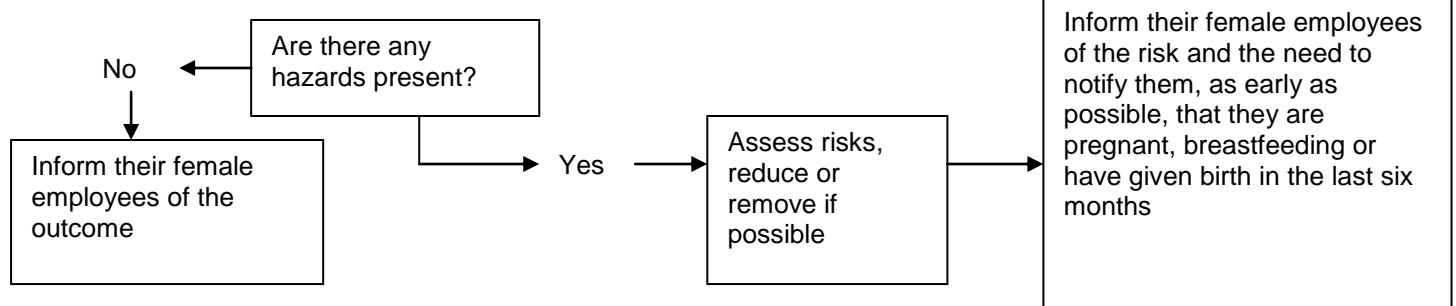 Are there any
hazards present?
No
Inform their female
employees of the
outcome
Yes
Assess risks,
reduce or
remove if
possible
Inform their female employees
of the risk and the need to
notify them, as early as
possible, that they are
pregnant, breastfeeding or
have given birth in the last six
months